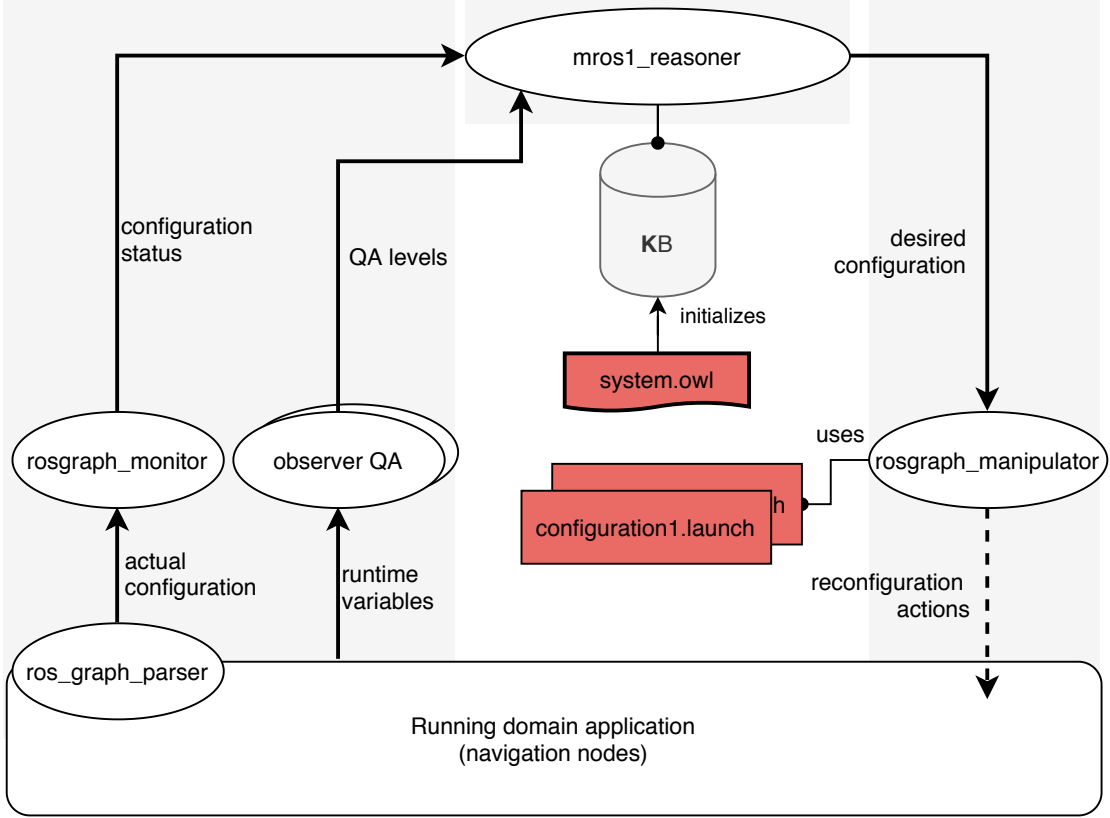 mros1_reasoner
configuration
status
QA levels
KB
desired
configuration
initializes
system.owl
uses
rosgraph_monitor
observer QA
rosgraph_manipulator
h
configuration1.launch
actual
configuration
runtime
variables
reconfiguration
actions
ros_graph_parser
Running domain application
(navigation nodes)